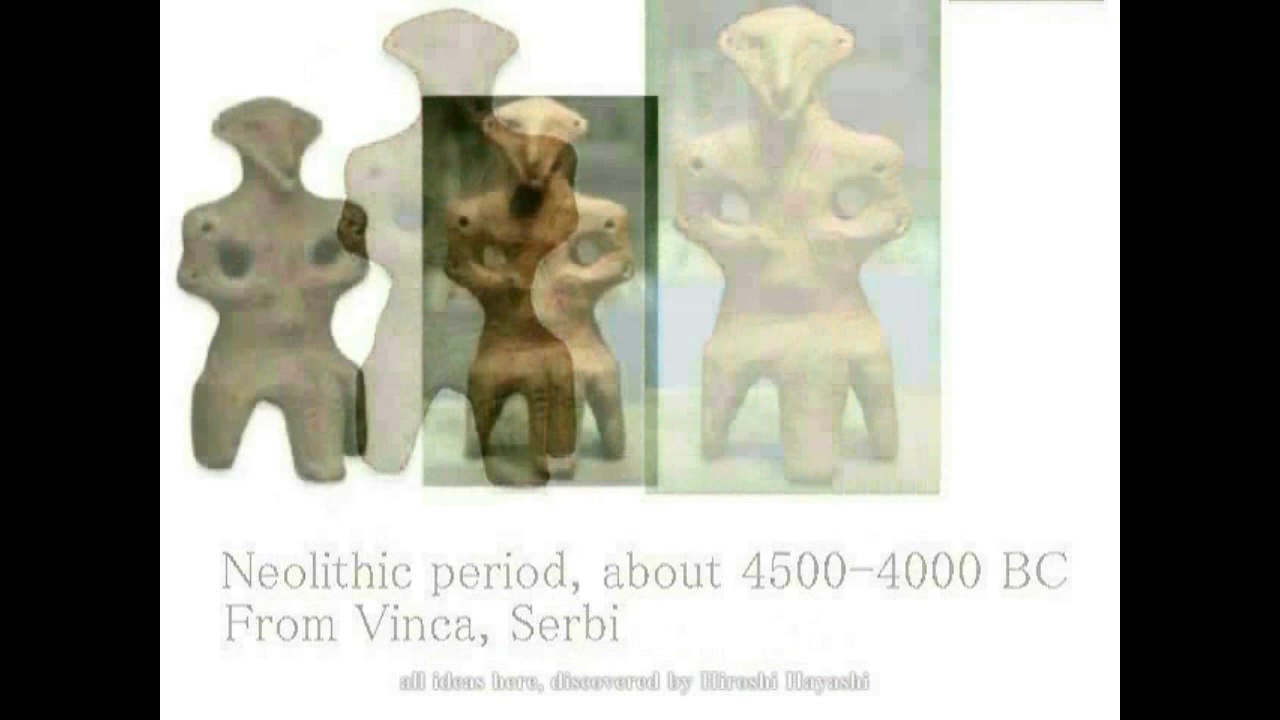 Neolithic period, about 4500-4000 BC
From Vinca, Serbi
all ideas here, discovered by Hiroshi Hayashi